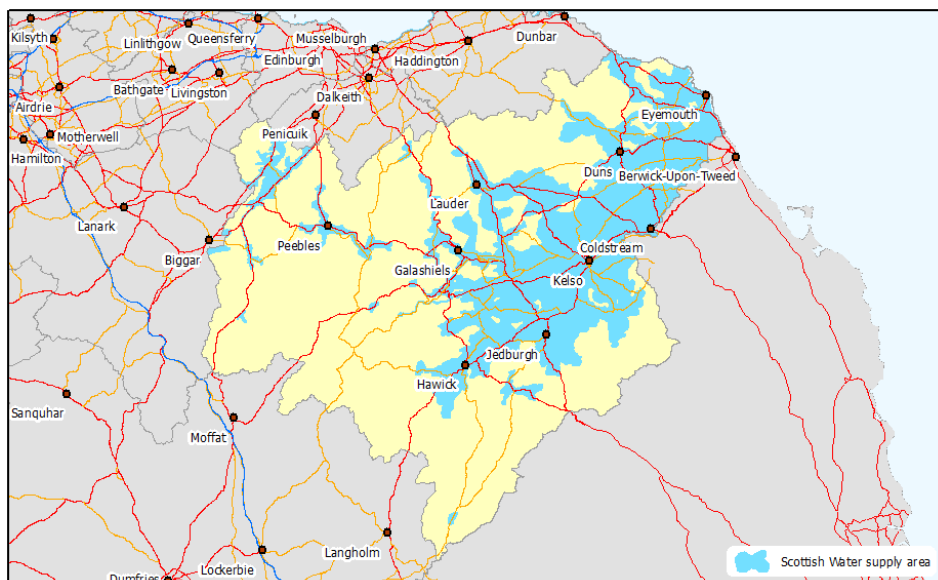 Kilsyth
Linlithgow
Queensferry
Musselburgh
Dunbar
Edinburgh
Haddington
Bathgate
Livingston
Airdrie
Dalkeith
Eyemouth
Motherwell
Penicuik
Hamilton
Duns
Berwick-Upon-Tweed
Lauder
Lanark
Peebles
Coldstream
Biggar
Galashiels
Kelso
Jedburgh
Hawick
Sanquhar
Moffat
Langholm
Lockerbie
Dumfries
Scottish Water supply area